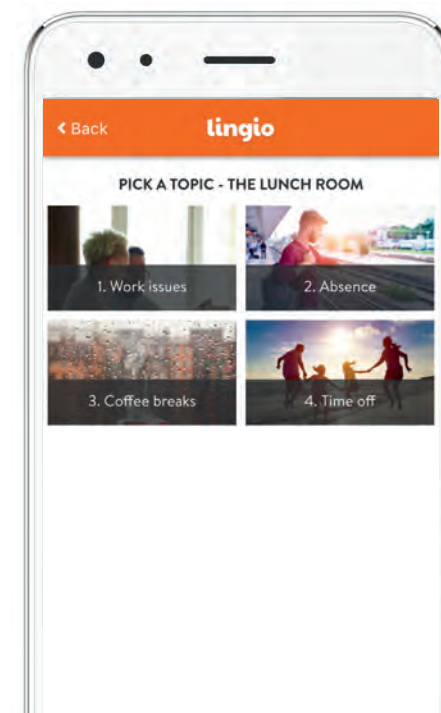 Back
lingio
PICK A TOPIC - THE LUNCH ROOM
1. Work issues
2. Absence
3. Coffee breaks
4. Time off